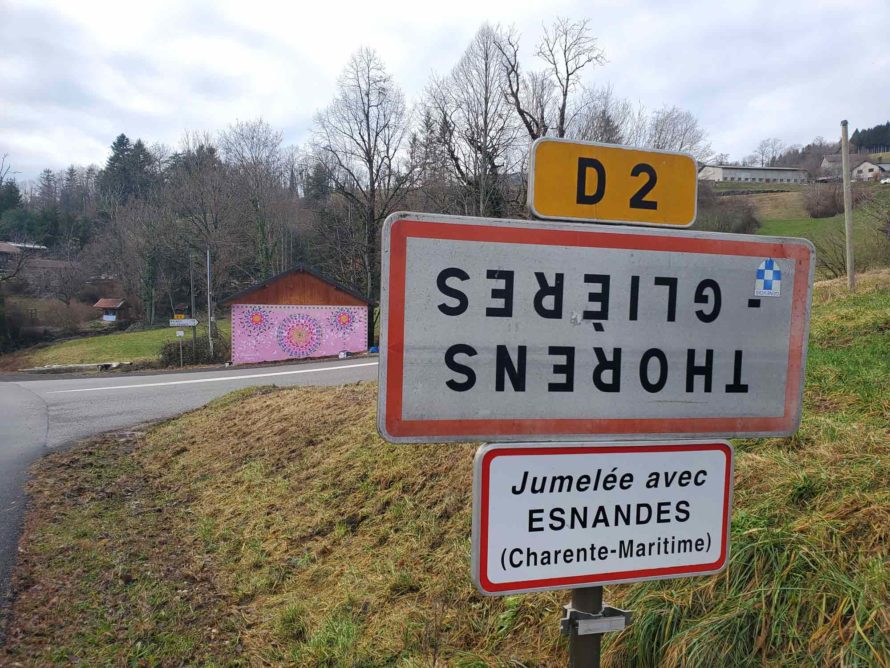 D 2
THORENS
-GLIÈRES
Jumelée avec
ESNANDES
(Charente-Maritime)